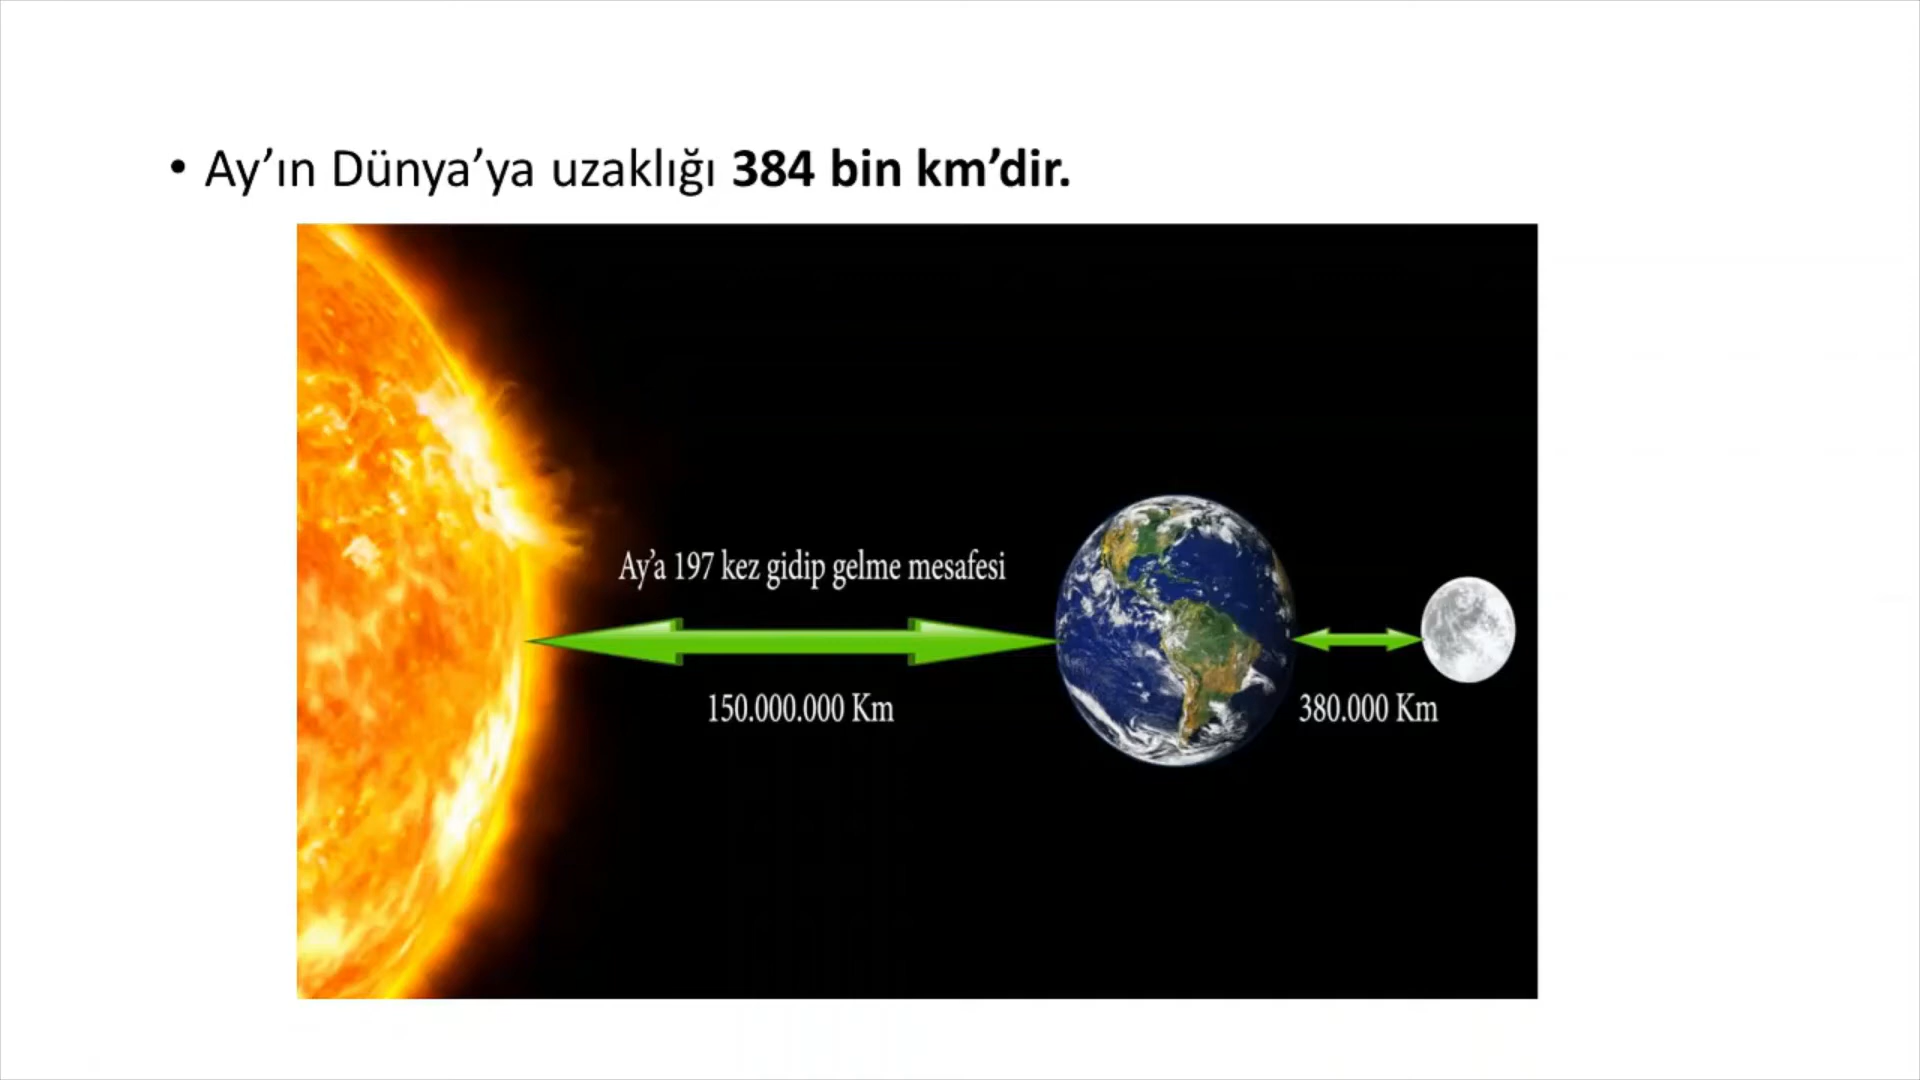 • Ay’ın Dünya’ya uzaklığı 384 bin km’dir.
Ay’a 197 kez gidip gelme mesafesi
150.000.000 Km
380.000 Km